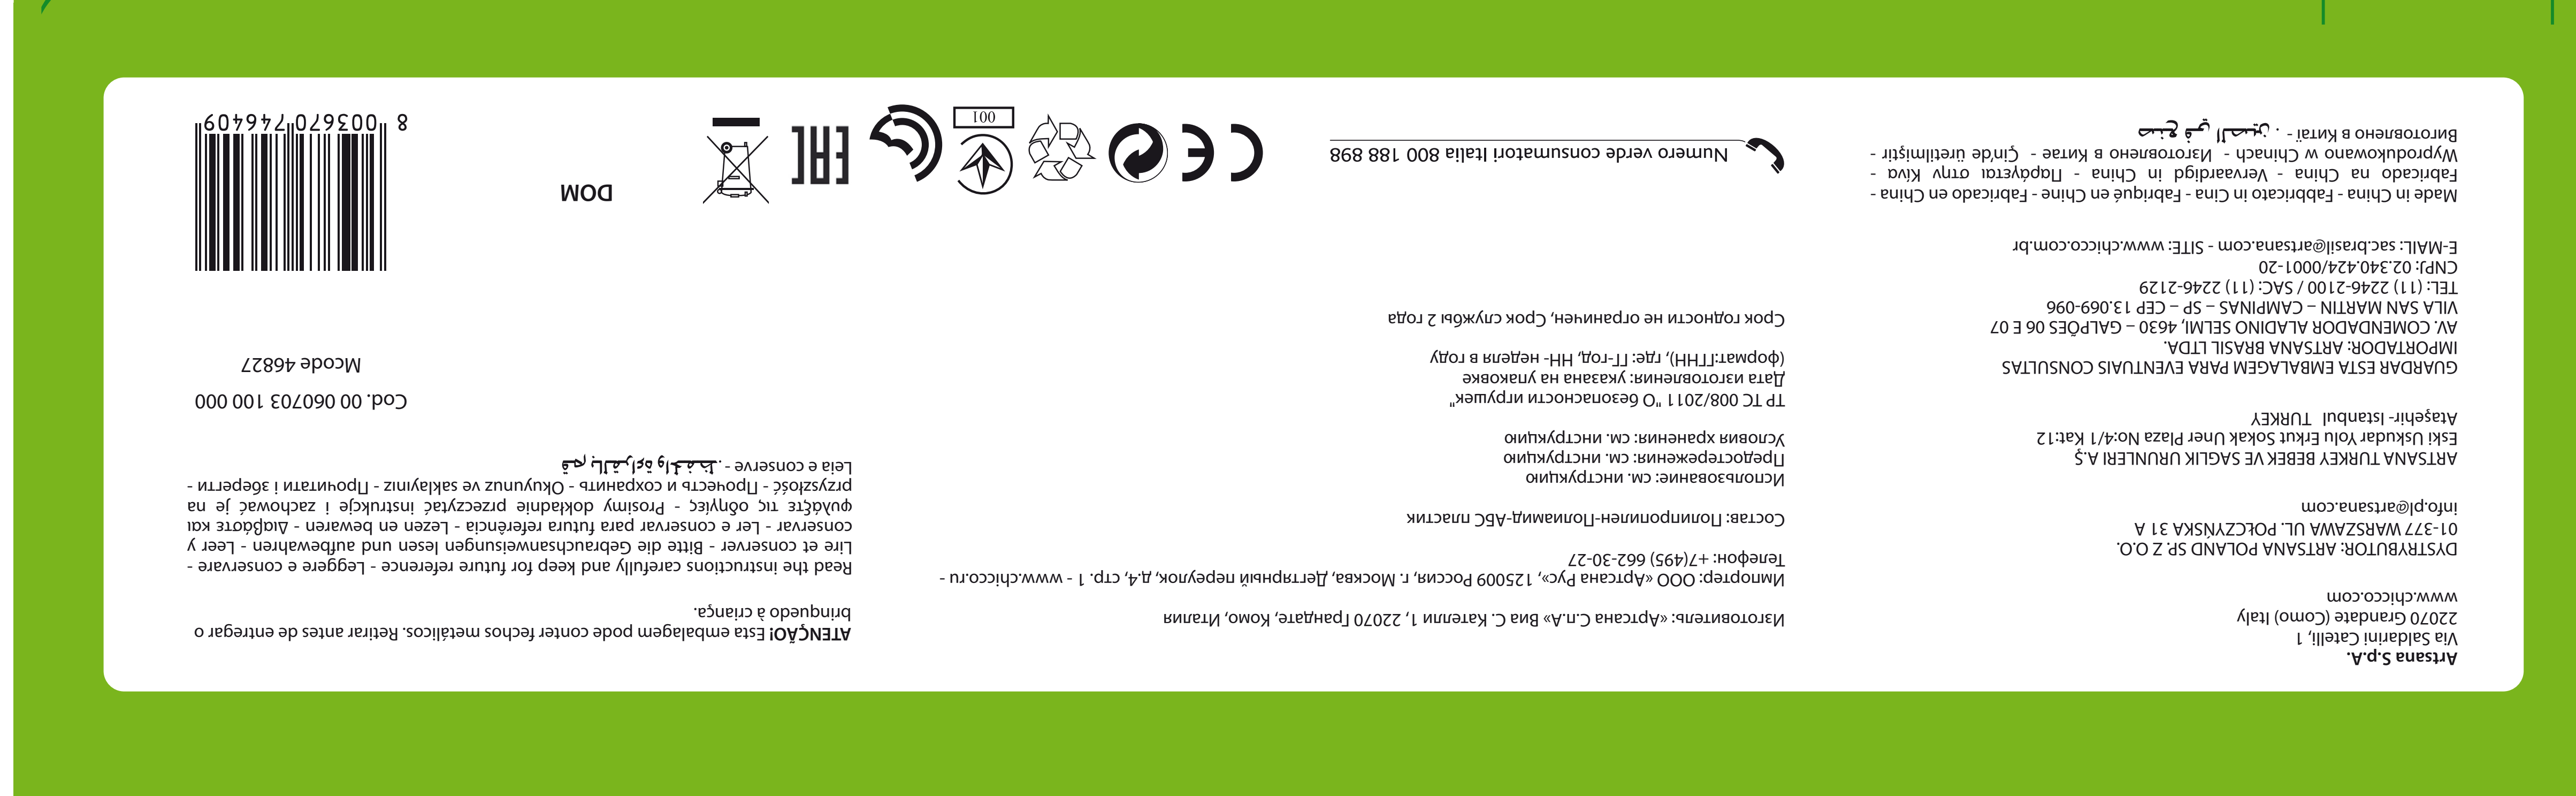 Artsana S.p.A.
Via Saldarini Catelli, 1
22070 Grandate (Como) Italy
www.chicco.com
DYSTRYBUTOR: ARTSANA POLAND SP. Z O.O.
01-377 WARSZAWA UL. POŁCZYŃSKA 31 A
info.pl@artsana.com
ARTSANA TURKEY BEBEK VE SAGLIK URUNLERI A.Ş
Eski Uskudar Yolu Erkut Sokak Uner Plaza No:4/1 Kat:12
Ataşehir- Istanbul TURKEY
GUARDAR ESTA EMBALAGEM PARA EVENTUAIS CONSULTAS
IMPORTADOR: ARTSANA BRASIL LTDA.
AV. COMENDADOR ALADINO SELMI, 4630 – GALPÕES 06 E 07
VILA SAN MARTIN – CAMPINAS – SP – CEP 13.069-096
TEL: (11) 2246-2100 / SAC: (11) 2246-2129
CNPJ: 02.340.424/0001-20
E-MAIL: sac.brasil@artsana.com - SITE: www.chicco.com.br
Made in China - Fabbricato in Cina - Fabriqué en Chine - Fabricado en China -
Fabricado na China - Vervaardigd in China - Παράγεται στην Κίνα -
Wyprodukowano w Chinach - Изготовлено в Китае - Çin'de üretilmiştir -
Виготовлено в Китаї - صنع في الصين .
Изготовитель: «Артсана С.п.А» Виа С. Кателли 1, 22070 Грандате, Комо, Италия
Импортер: ООО «Артсана Рус», 125009 Россия, г. Москва, Дегтярный переулок, д.4, стр. 1 - www.chicco.ru -
Телефон: +7(495) 662-30-27
Состав: Полипропилен-Полиамид-АБС пластик
Использование: см. инструкцию
Предостережения: см. инструкцию
Условия хранения: см. инструкцию
ТР ТС 008/2011 "О безопасности игрушек"
Дата изготовления: указана на упаковке
(формат:ГГНН), где: ГГ-год, НН- неделя в году
Срок годности не ограничен, Срок службы 2 года
Numero verde consumatori Italia 800 188 898
CE
001
EAC
ATENÇÃO! Esta embalagem pode conter fechos metálicos. Retirar antes de entregar o
brinquedo à criança.
Read the instructions carefully and keep for future reference - Leggere e conservare -
Lire et conserver - Bitte die Gebrauchsanweisungen lesen und aufbewahren - Leer y
conservar - Ler e conservar para futura referência - Lezen en bewaren - Διαβάστε και
φυλάξτε τις οδηγίες - Prosimy dokładnie przeczytać instrukcje i zachować je na
przyszłość - Прочесть и сохранить - Okuyunuz ve saklayınız - Прочитати і зберегти -
Leia e conserve - قم بالقراءة والحفظ.
Cod. 00 060703 100 000
Mcode 46827
DOM
8 003670 746409